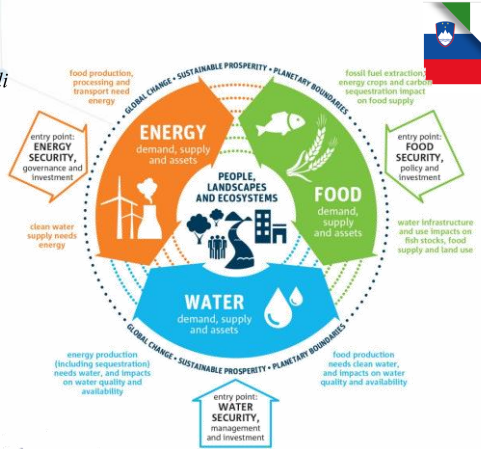 li
food production,
processing and
transport need
energy
fossil fuel extraction,
energy crops and carbon
sequestration impact
on food supply
GLOBAL CHANGE • SUSTAINABLE PROSPERITY • PLANETARY BOUNDARIES
entry point:
ENERGY
SECURITY,
governance and
investment
ENERGY
demand, supply
and assets
entry point:
FOOD
SECURITY,
policy and
investment
PEOPLE,
LANDSCAPES
AND ECOSYSTEMS
FOOD
demand,
supply
and assets
clean water
supply needs
energy
water infrastructure
and use impacts on
fish stocks, food
supply and land use
WATER
demand, supply
and assets
GLOBAL CHANGE • SUSTAINABLE PROSPERITY • PLANETARY BOUNDARIES
energy production
(including sequestration)
needs water, and impacts
on water quality and
availability
food production
needs clean water,
and impacts on water
quality and availability
entry point:
WATER
SECURITY,
management
and investment